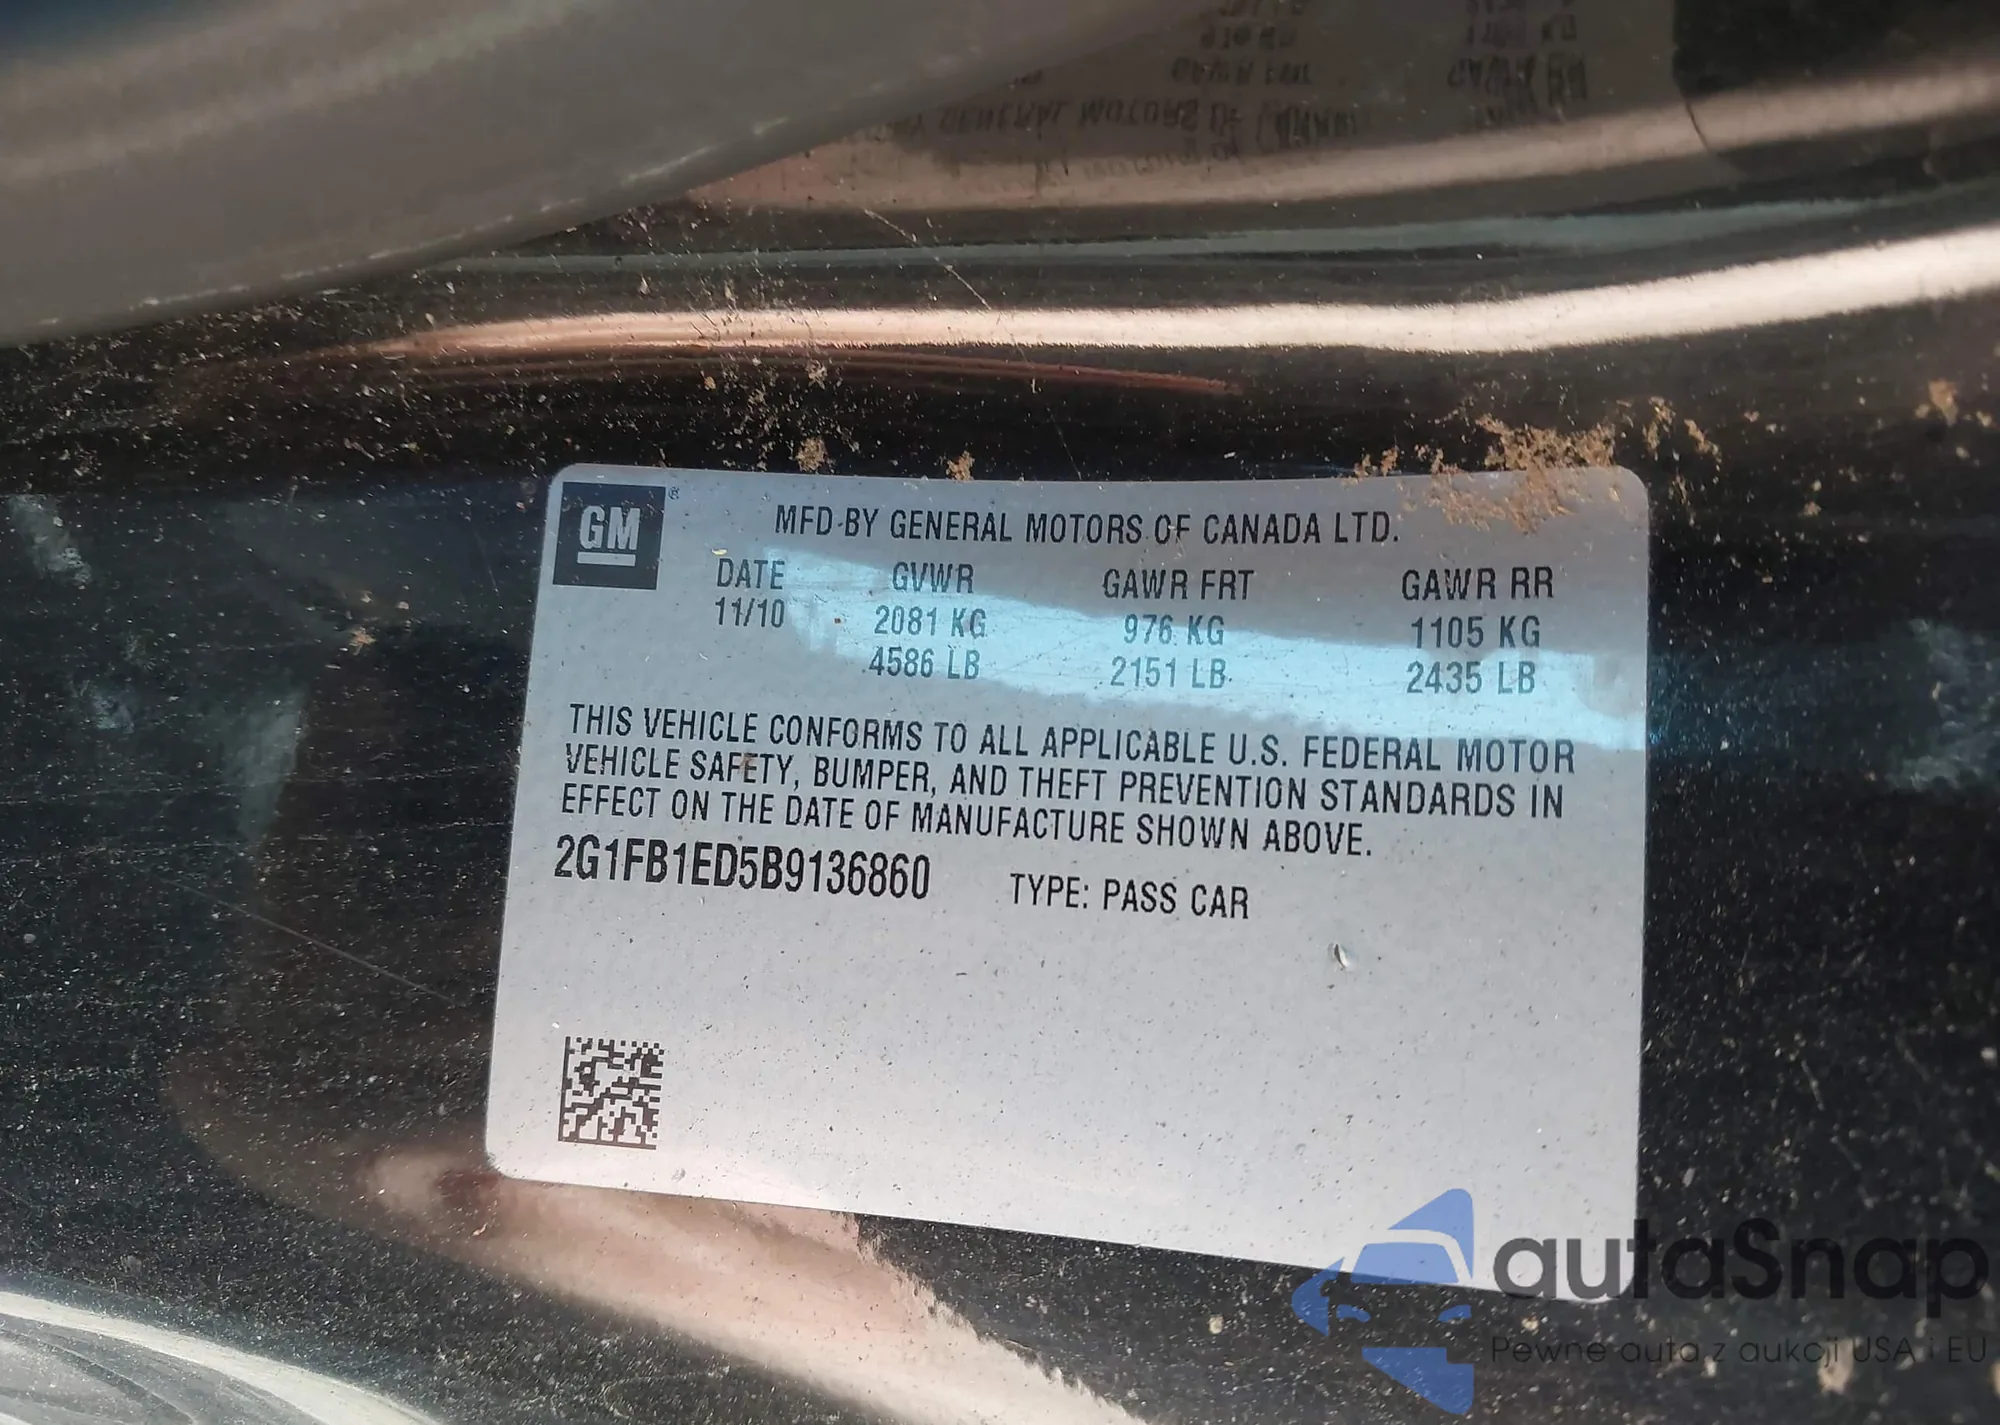 GM®
MFD BY GENERAL MOTORS OF CANADA LTD.
DATE GVWR GAWR FRT GAWR RR
11/10 2081 KG 976 KG 1105 KG
4586 LB 2151 LB 2435 LB
THIS VEHICLE CONFORMS TO ALL APPLICABLE U.S. FEDERAL MOTOR
VEHICLE SAFETY, BUMPER, AND THEFT PREVENTION STANDARDS IN
EFFECT ON THE DATE OF MANUFACTURE SHOWN ABOVE.
2G1FB1ED5B9136860 TYPE: PASS CAR
autaSnap
Pewne auta z aukcji USA i EU